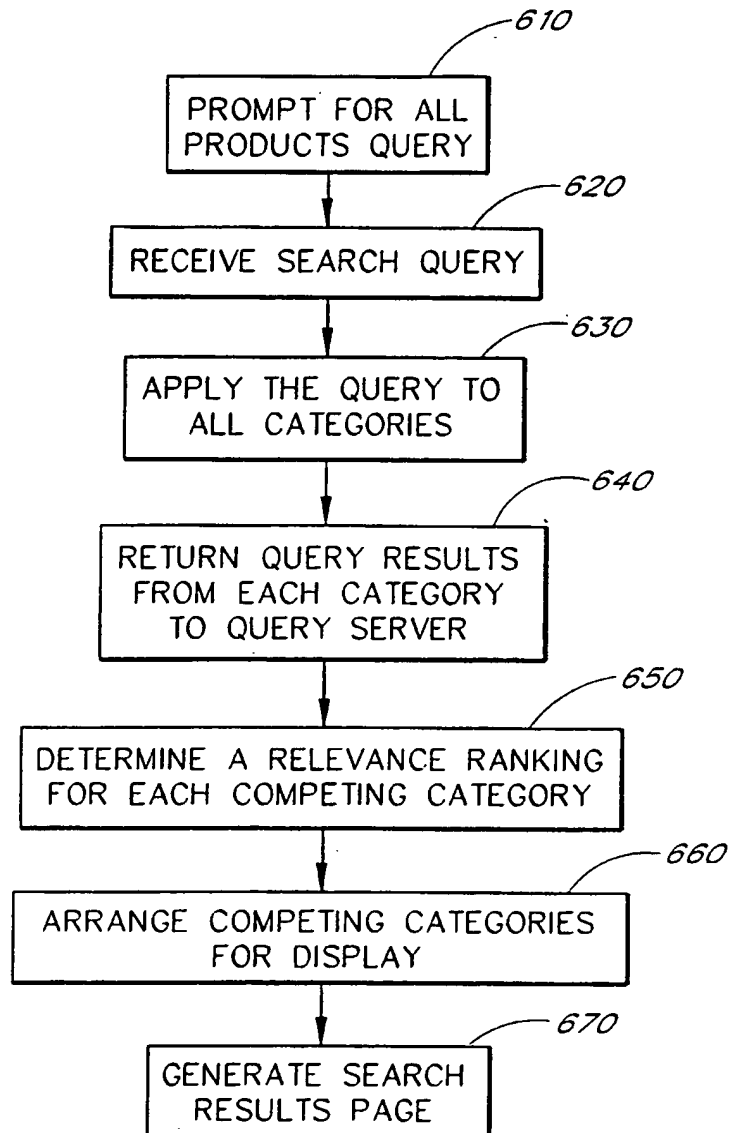 610
PROMPT FOR ALL
PRODUCTS QUERY
620
RECEIVE SEARCH QUERY
630
APPLY THE QUERY TO
ALL CATEGORIES
640
RETURN QUERY RESULTS
FROM EACH CATEGORY
TO QUERY SERVER
650
DETERMINE A RELEVANCE RANKING
FOR EACH COMPETING CATEGORY
660
ARRANGE COMPETING CATEGORIES
FOR DISPLAY
670
GENERATE SEARCH
RESULTS PAGE